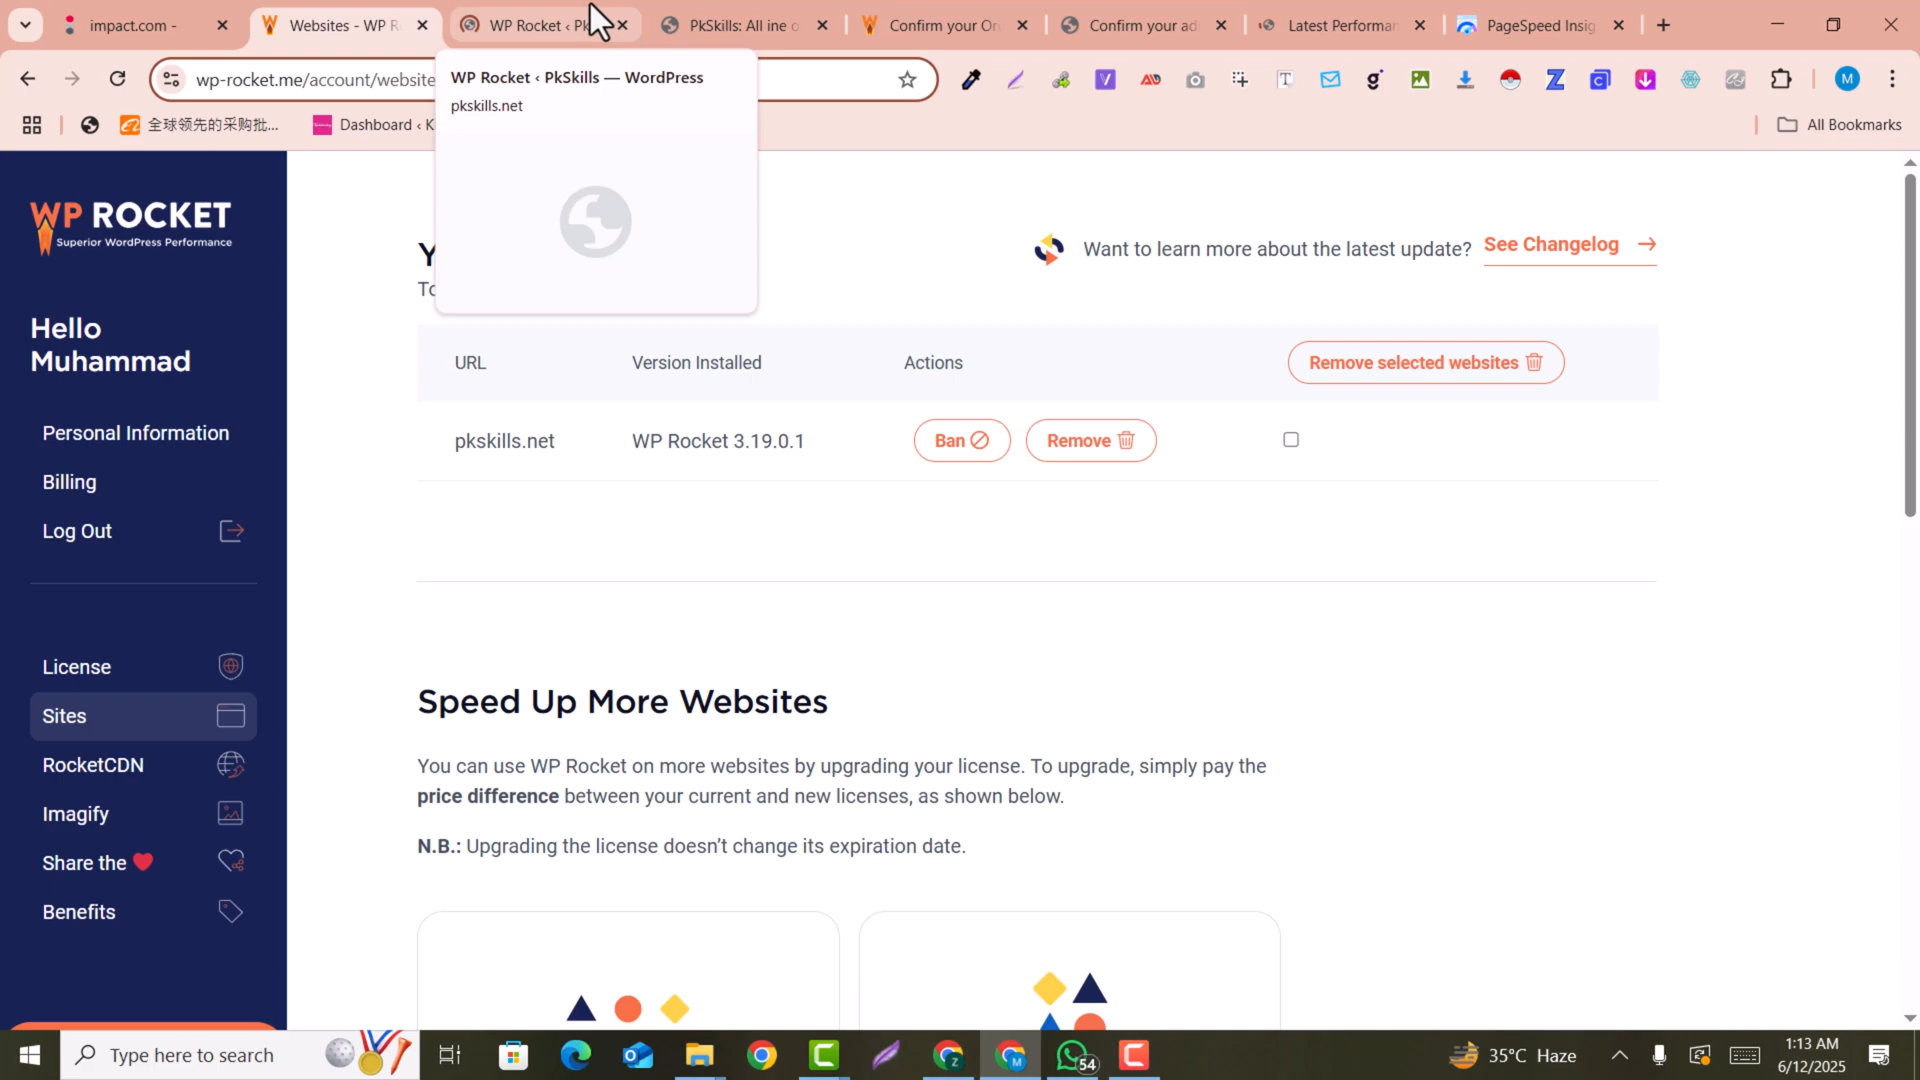 impact.com -
Websites - WP R
WP Rocket ‹ Pk
PkSkills: All ine o
Confirm your Or
Confirm your ad
Latest Performan
PageSpeed Insig
wp-rocket.me/account/website
WP Rocket ‹ PkSkills — WordPress
pkskills.net
全球领先的采购批...
Dashboard ‹ K
All Bookmarks
WP ROCKET
Superior WordPress Performance
Hello
Muhammad
Personal Information
Billing
Log Out
License
Sites
RocketCDN
Imagify
Share the
Benefits
Want to learn more about the latest update? See Changelog
URL
Version Installed
Actions
Remove selected websites
pkskills.net
WP Rocket 3.19.0.1
Ban
Remove
Speed Up More Websites
You can use WP Rocket on more websites by upgrading your license. To upgrade, simply pay the
price difference between your current and new licenses, as shown below.
N.B.: Upgrading the license doesn’t change its expiration date.
Type here to search
54
35°C Haze
1:13 AM
6/12/2025